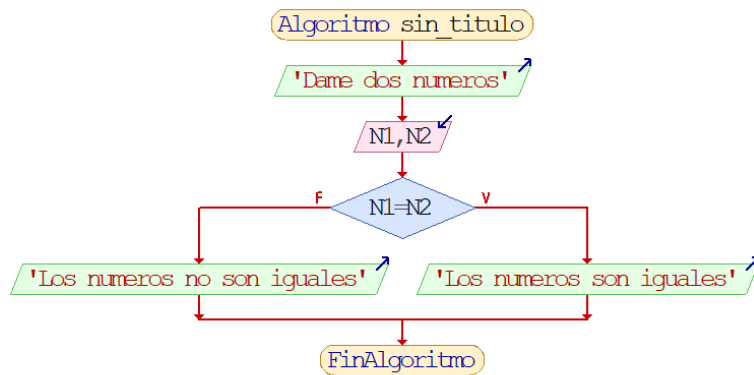 Algoritmo sin_titulo
'Dame dos numeros'
N1,N2
F
N1=N2
V
'Los numeros no son iguales'
'Los numeros son iguales'
FinAlgoritmo